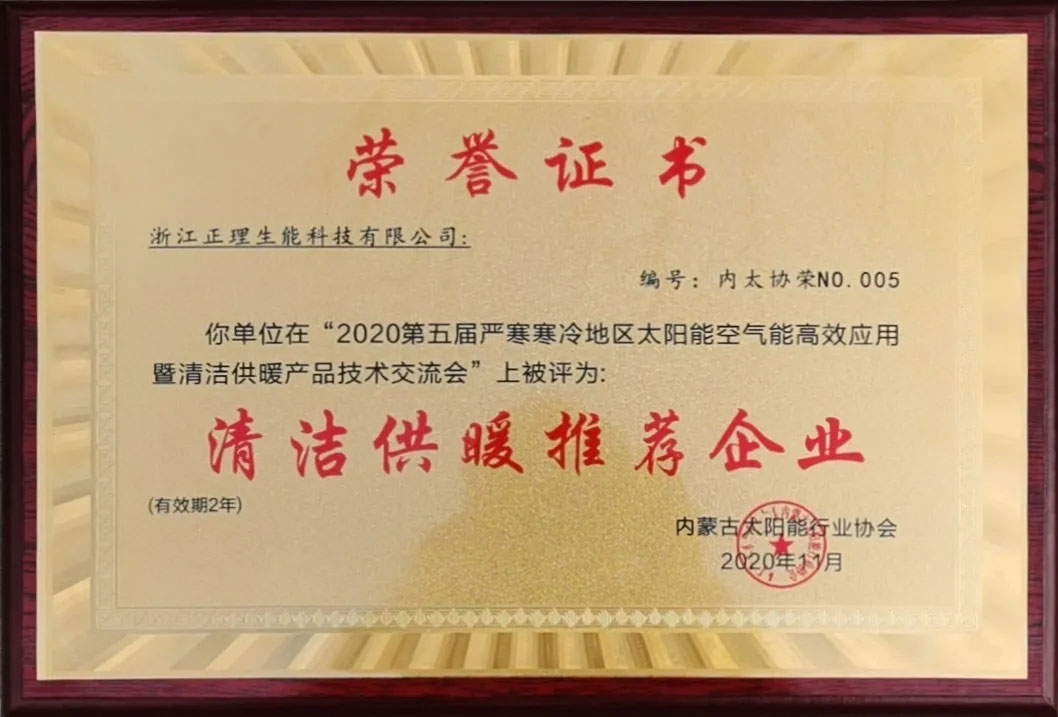 荣誉证书
浙江正理生能科技有限公司:
编号：内太协荣NO.005
你单位在“2020第五届严寒寒冷地区太阳能空气能高效应用
暨清洁供暖产品技术交流会”上被评为:
清洁供暖推荐企业
(有效期2年)
内蒙古太阳能行业协会
2020年11月